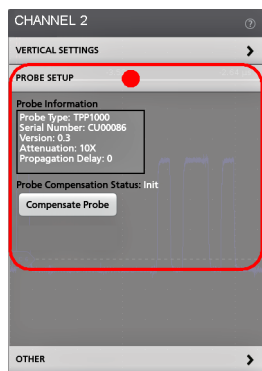 CHANNEL 2
?
VERTICAL SETTINGS
PROBE SETUP
Probe Information
Probe Type: TPP1000
Serial Number: CU00086
Version: 0.3
Attenuation: 10X
Propagation Delay: 0
Probe Compensation Status: Init
Compensate Probe
OTHER